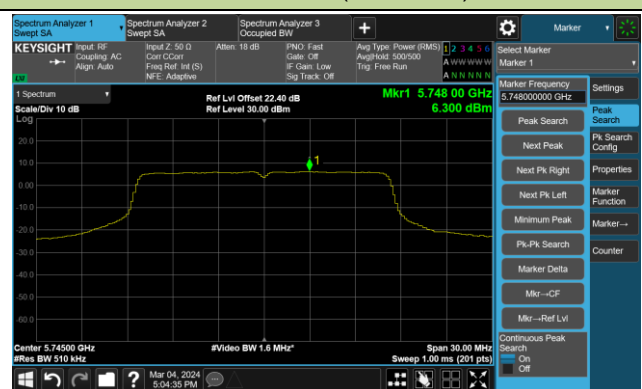 Spectrum Analyzer 1
Swept SA
Spectrum Analyzer 2
Swept SA
Spectrum Analyzer 3
Occupied BW
Marker
KEYSIGHT
Input: RF
Coupling: AC
Align: Auto
Input Z: 50 Ω
Corr CCorr
Freq Ref: Int (S)
NFE: Adaptive
Atten: 18 dB
PNO: Fast
Gate: Off
IF Gain: Low
Sig Track: Off
Avg Type: Power (RMS)
Avg|Hold: 500/500
Trig: Free Run
1 2 3 4 5 6
A W W W W W
A N N N N N
Select Marker
Marker 1
LXI
1 Spectrum
Scale/Div 10 dB
Log
Ref Lvl Offset 22.40 dB
Ref Level 30.00 dBm
Mkr1 5.748 00 GHz
6.300 dBm
20.0
10.0
0.00
-10.0
-20.0
-30.0
-40.0
-50.0
-60.0
1
Center 5.74500 GHz
#Res BW 510 kHz
#Video BW 1.6 MHz*
Span 30.00 MHz
Sweep 1.00 ms (201 pts)
Marker Frequency
5.748000000 GHz
Peak Search
Next Peak
Next Pk Right
Next Pk Left
Minimum Peak
Pk-Pk Search
Marker Delta
Mkr→CF
Mkr→Ref Lvl
Continuous Peak
Search
On
Off
Settings
Peak
Search
Pk Search
Config
Properties
Marker
Function
Marker→
Counter
Mar 04, 2024
5:04:35 PM